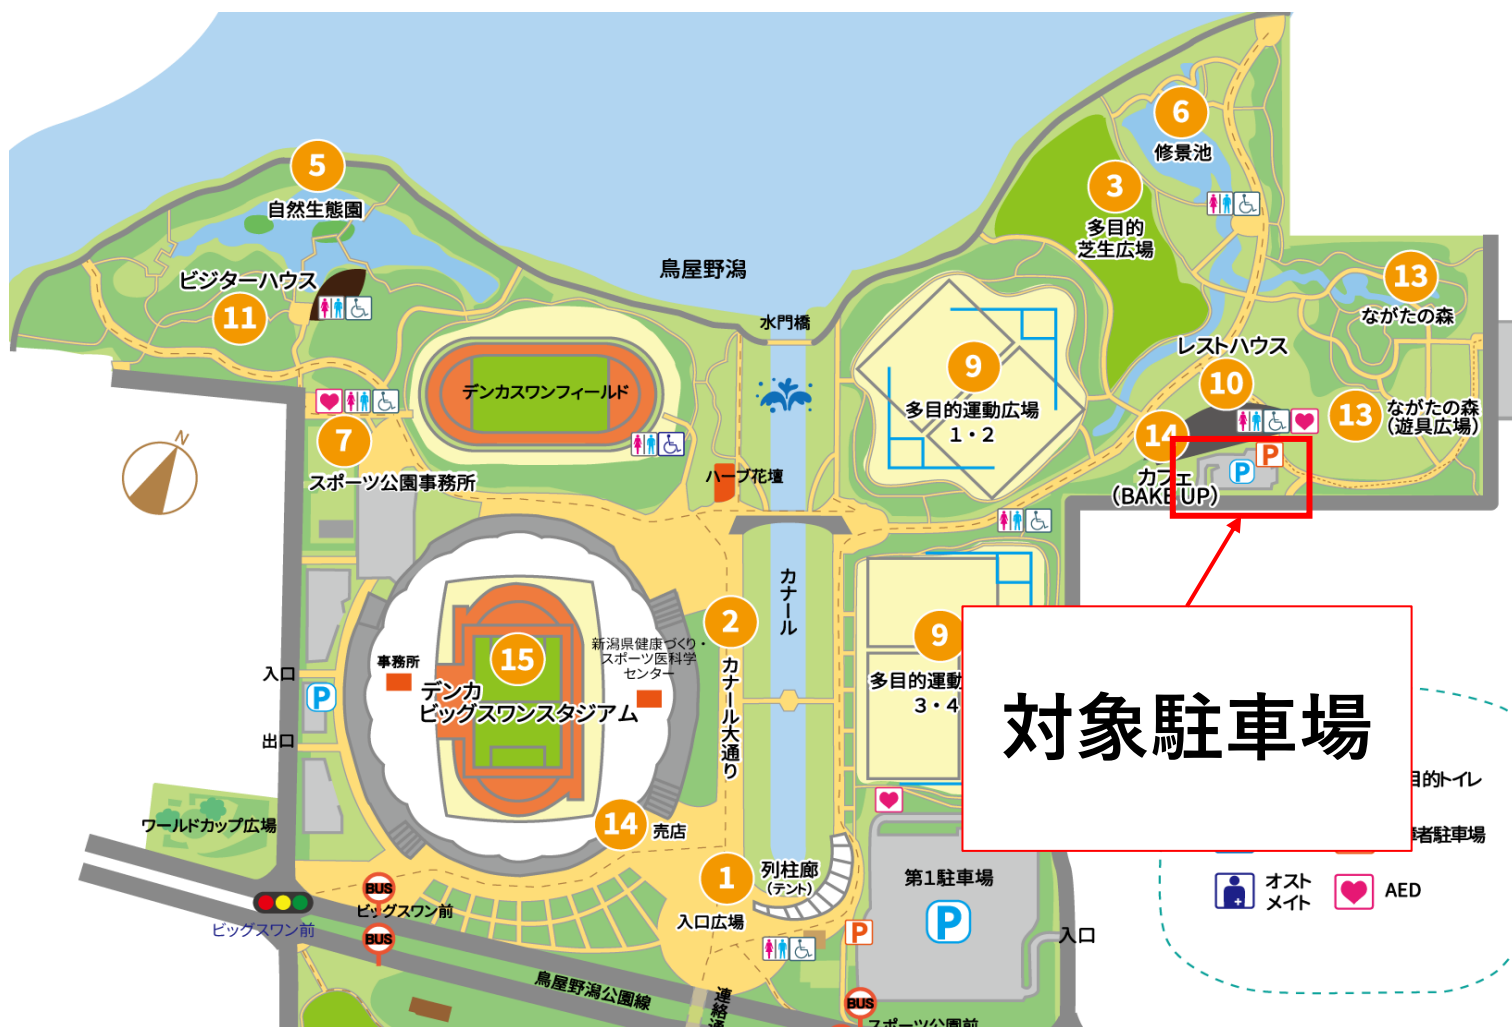 6
修景池
5
自然生態園
3
多目的
芝生広場
鳥屋野潟
ビジターハウス
11
13
ながたの森
水門橋
レストハウス
10
9
多目的運動広場
1・2
デンカスワンフィールド
13
ながたの森
(遊具広場)
14
カフェ
(BAKE UP)
P
P
N
7
スポーツ公園事務所
ハーブ花壇
カナール
2
カナール大通り
9
多目的運動
3・4
対象駐車場
新潟県健康づくり・
スポーツ医科学
センター
15
事務所
デンカ
ビッグスワンスタジアム
入口
P
出口
目的トイレ
者駐車場
オスト
メイト
AED
ワールドカップ広場
14
売店
1
列柱廊
(テント)
入口広場
第1駐車場
P
P
入口
BUS
ビッグスワン前
ビッグスワン前
BUS
鳥屋野潟公園線
連絡通
BUS
スポーツ公園前